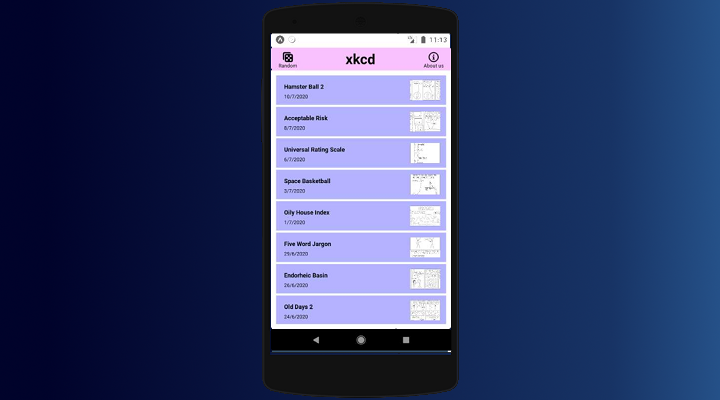 11:13
Random
xkcd
About us
Hamster Ball 2
10/7/2020
Acceptable Risk
8/7/2020
Universal Rating Scale
6/7/2020
Space Basketball
3/7/2020
Oily House Index
1/7/2020
Five Word Jargon
29/6/2020
Endorheic Basin
26/6/2020
Old Days 2
24/6/2020